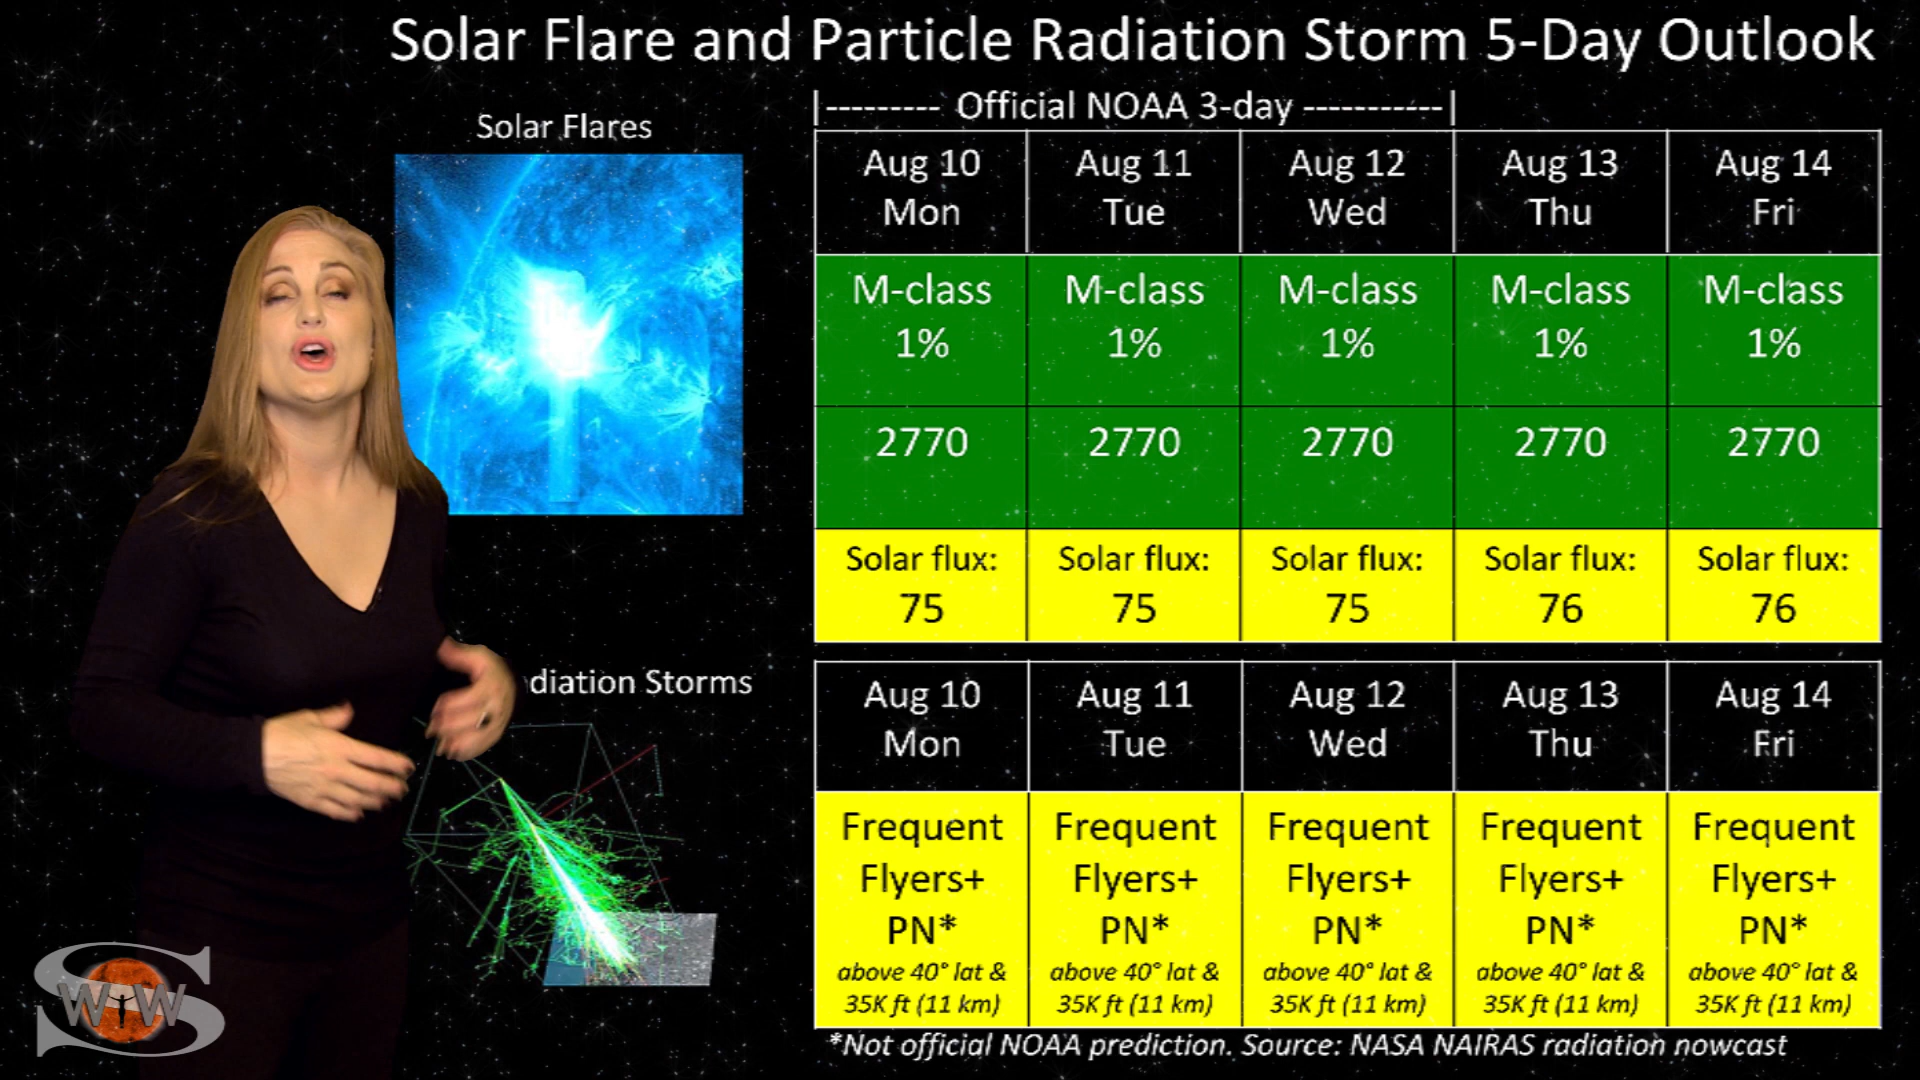 Solar Flare and Particle Radiation Storm 5-Day Outlook
|--------- Official NOAA 3-day -----------|
Solar Flares
Aug 10 Aug 11 Aug 12 Aug 13 Aug 14
Mon Tue Wed Thu Fri
M-class M-class M-class M-class M-class
1% 1% 1% 1% 1%
2770 2770 2770 2770 2770
Solar flux: Solar flux: Solar flux: Solar flux: Solar flux:
75 75 75 76 76
diation Storms
Aug 10 Aug 11 Aug 12 Aug 13 Aug 14
Mon Tue Wed Thu Fri
Frequent Frequent Frequent Frequent Frequent
Flyers+ Flyers+ Flyers+ Flyers+ Flyers+
PN* PN* PN* PN* PN*
above 40° lat & above 40° lat & above 40° lat & above 40° lat & above 40° lat &
35K ft (11 km) 35K ft (11 km) 35K ft (11 km) 35K ft (11 km) 35K ft (11 km)
*Not official NOAA prediction. Source: NASA NAIRAS radiation nowcast
S
WTW